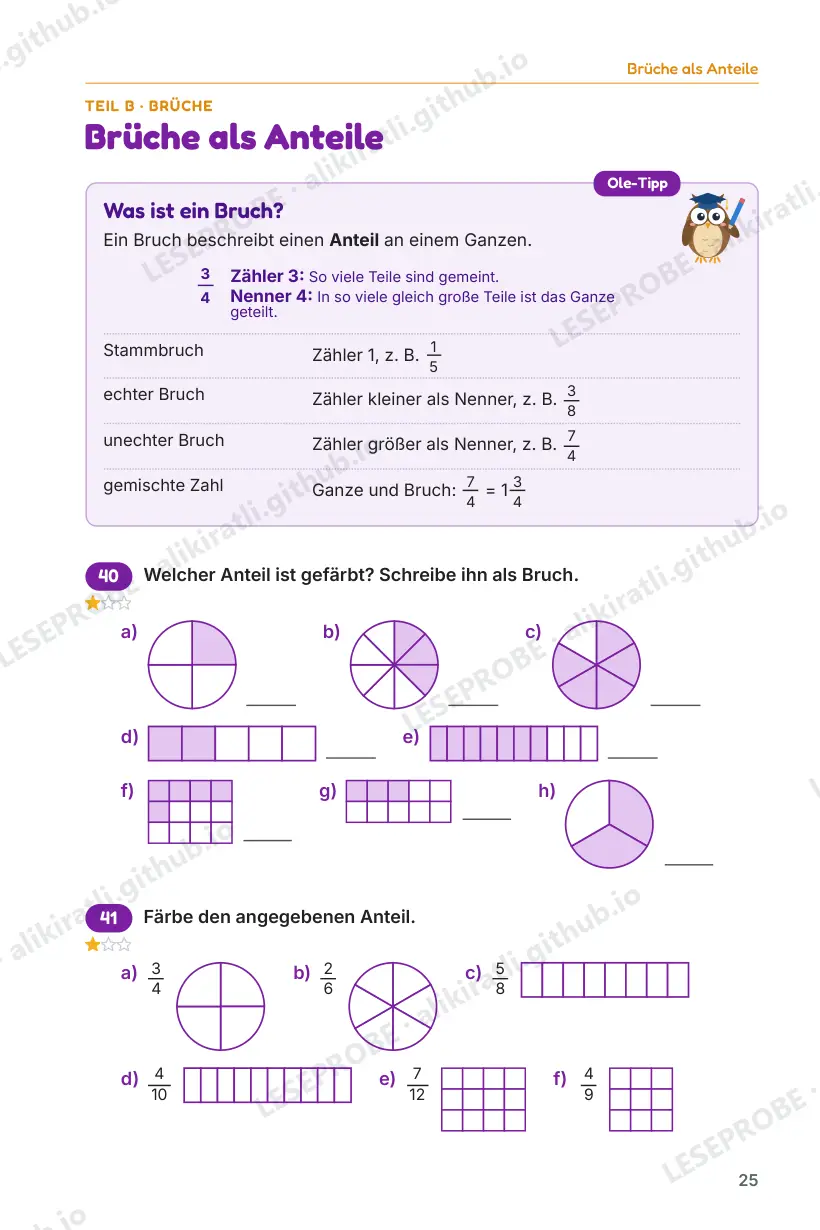 Brüche als Anteile
TEIL B · BRÜCHE
Brüche als Anteile
Ole-Tipp
Was ist ein Bruch?
Ein Bruch beschreibt einen Anteil an einem Ganzen.
3/4 Zähler 3: So viele Teile sind gemeint.
Nenner 4: In so viele gleich große Teile ist das Ganze
geteilt.
Stammbruch Zähler 1, z. B. 1/5
echter Bruch Zähler kleiner als Nenner, z. B. 3/8
unechter Bruch Zähler größer als Nenner, z. B. 7/4
gemischte Zahl Ganze und Bruch: 7/4 = 1 3/4
40 Welcher Anteil ist gefärbt? Schreibe ihn als Bruch.
a) b) c)
d) e)
f) g) h)
41 Färbe den angegebenen Anteil.
a) 3/4 b) 2/6 c) 5/8
d) 4/10 e) 7/12 f) 4/9
25
LESEPROBE · alikiratli.github.io